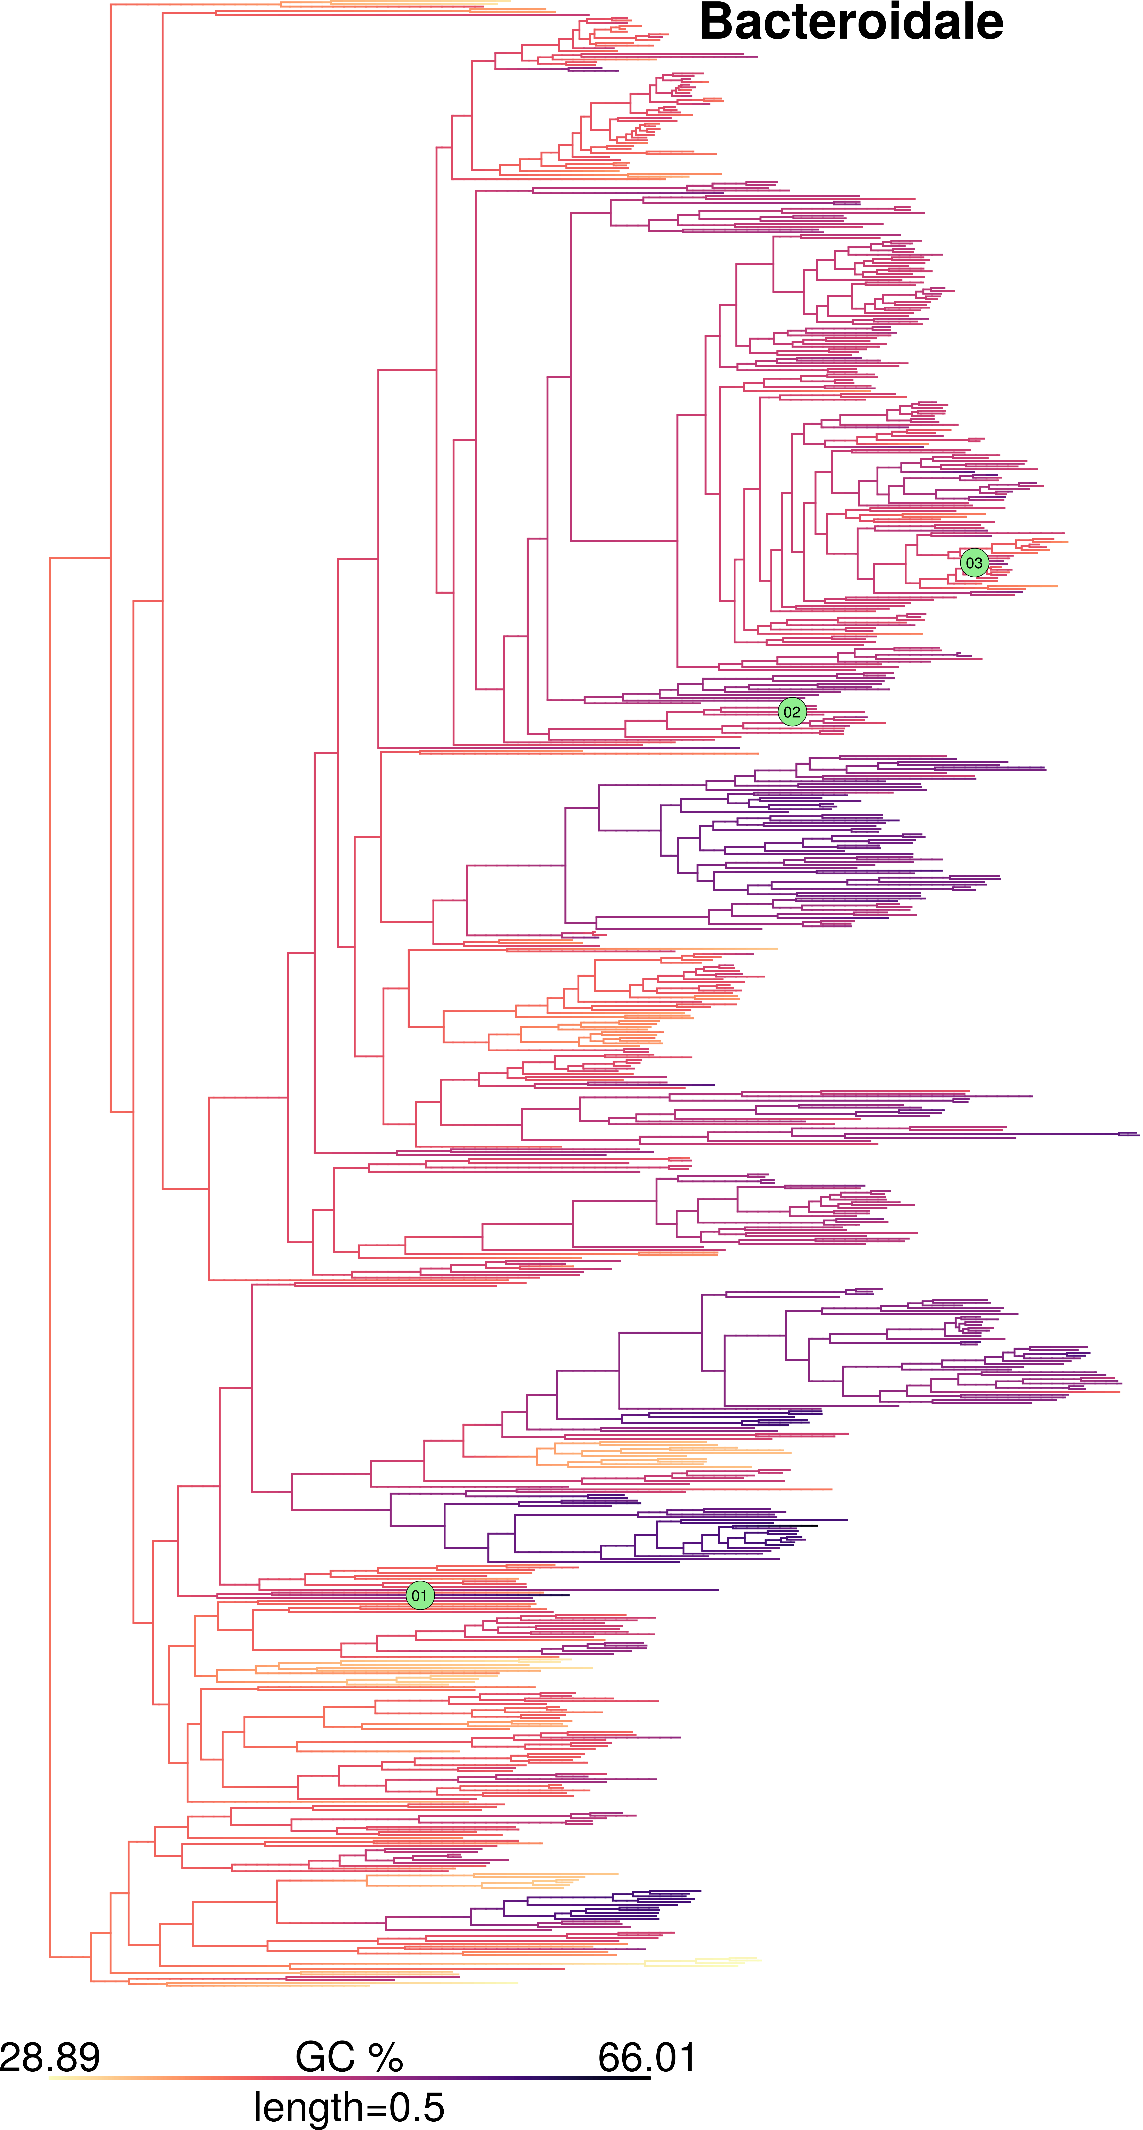 Bacteroidale
03
02
01
28.89 GC % 66.01
length=0.5